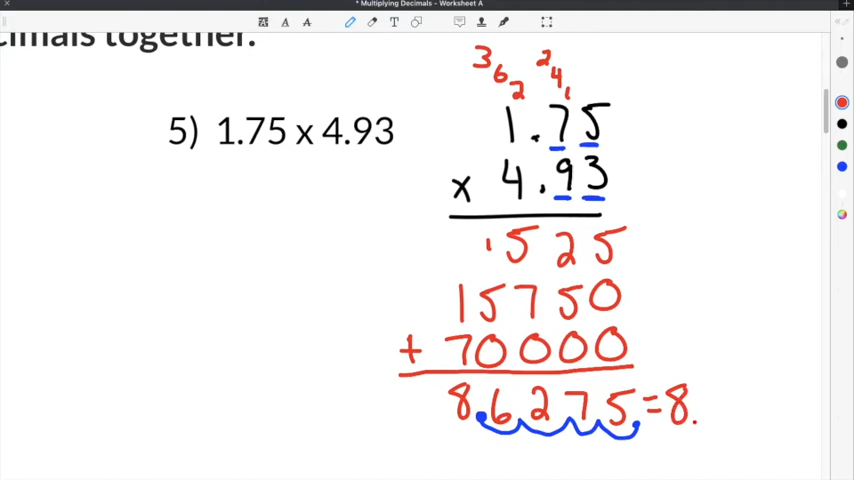 * Multiplying Decimals - Worksheet A
cimals together.
3 6 2 2 4 1
5) 1.75 x 4.93
1.75
x 4.93
1525
15750
+ 70000
8.6275. = 8.